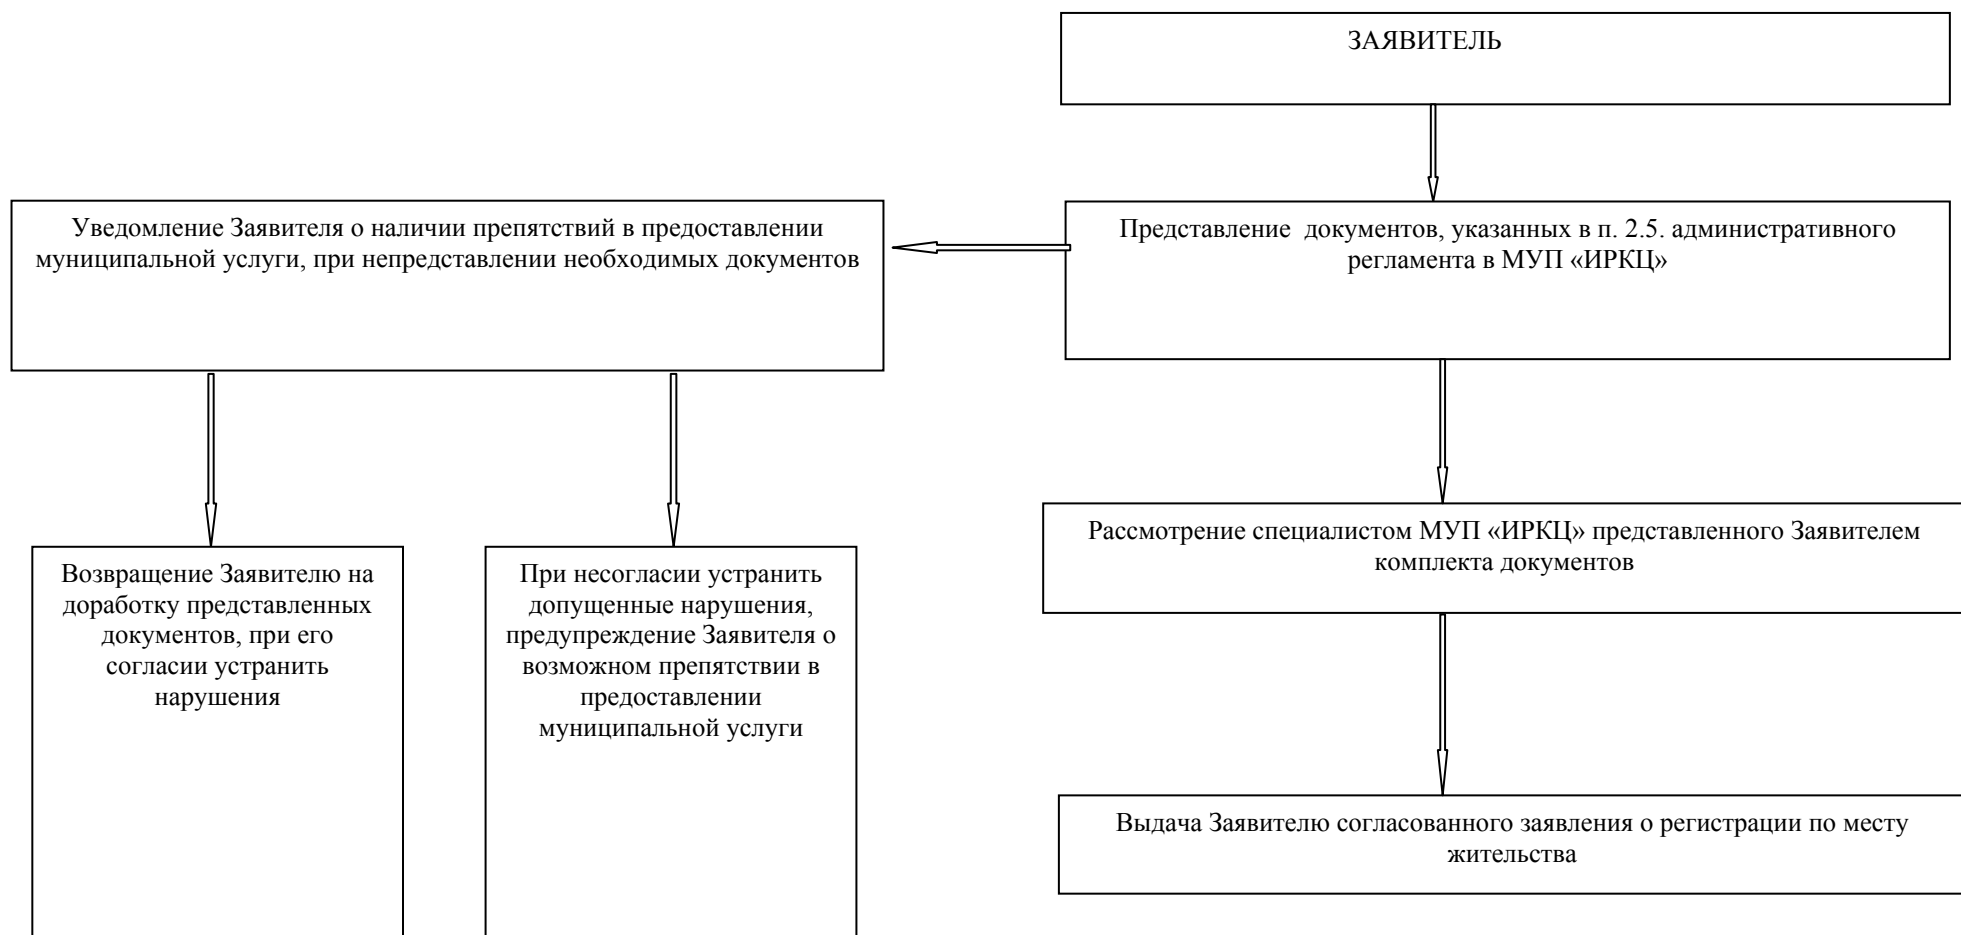 ЗАЯВИТЕЛЬ
Уведомление Заявителя о наличии препятствий в предоставлении
муниципальной услуги, при непредставлении необходимых документов
Представление  документов, указанных в п. 2.5. административного
регламента в МУП «ИРКЦ»
Рассмотрение специалистом МУП «ИРКЦ» представленного Заявителем
комплекта документов
Возвращение Заявителю на
доработку представленных
документов, при его
согласии устранить
нарушения
При несогласии устранить
допущенные нарушения,
предупреждение Заявителя о
возможном препятствии в
предоставлении
муниципальной услуги
Выдача Заявителю согласованного заявления о регистрации по месту
жительства